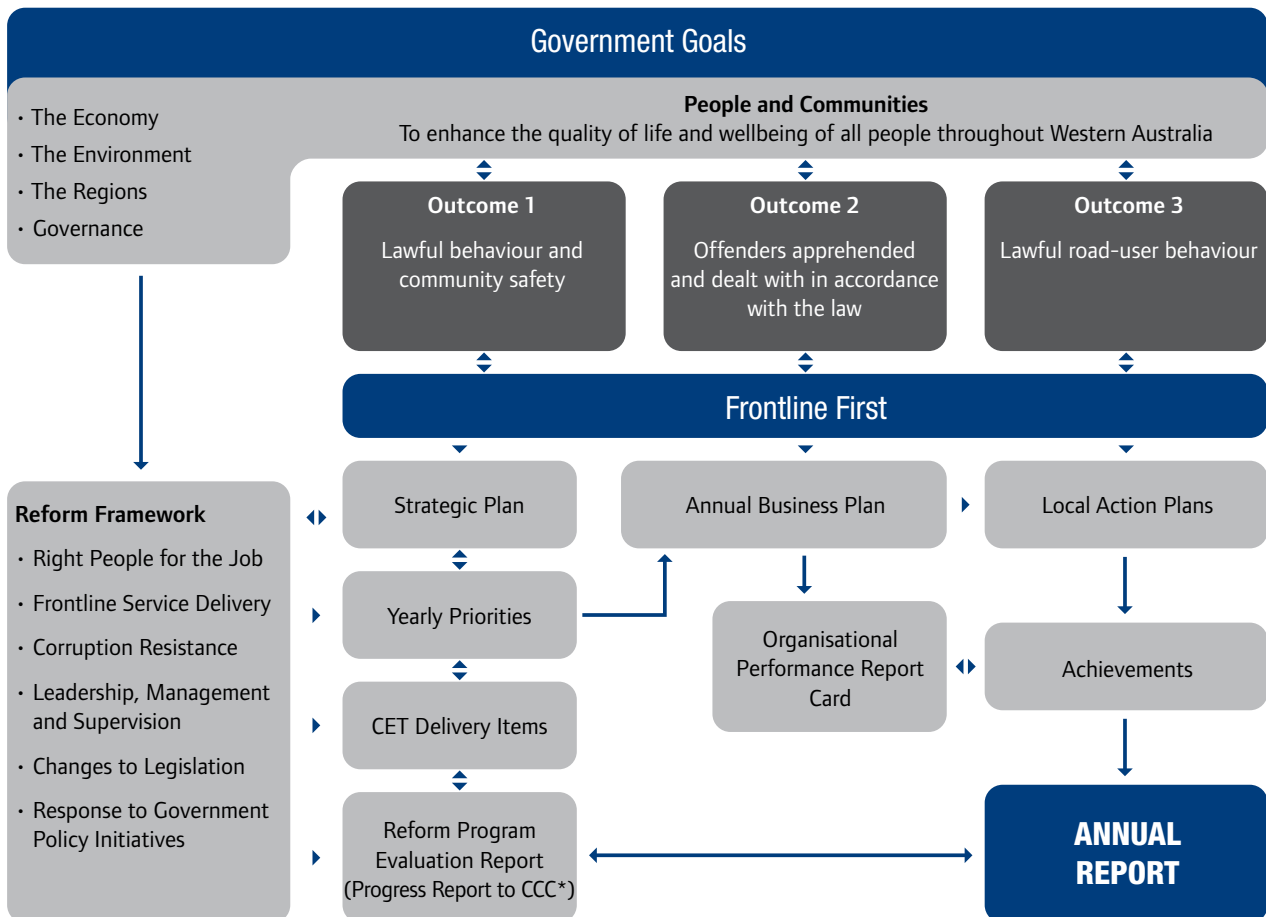 Government Goals
· The Economy
· The Environment
· The Regions
· Governance
People and Communities
To enhance the quality of life and wellbeing of all people throughout Western Australia
Outcome 1
Lawful behaviour and
community safety
Outcome 2
Offenders apprehended
and dealt with in accordance
with the law
Outcome 3
Lawful road-user behaviour
Frontline First
Reform Framework
· Right People for the Job
· Frontline Service Delivery
· Corruption Resistance
· Leadership, Management
and Supervision
· Changes to Legislation
· Response to Government
Policy Initiatives
Strategic Plan
Annual Business Plan
Local Action Plans
Yearly Priorities
Organisational
Performance Report
Card
Achievements
CET Delivery Items
Reform Program
Evaluation Report
(Progress Report to CCC*)
ANNUAL
REPORT